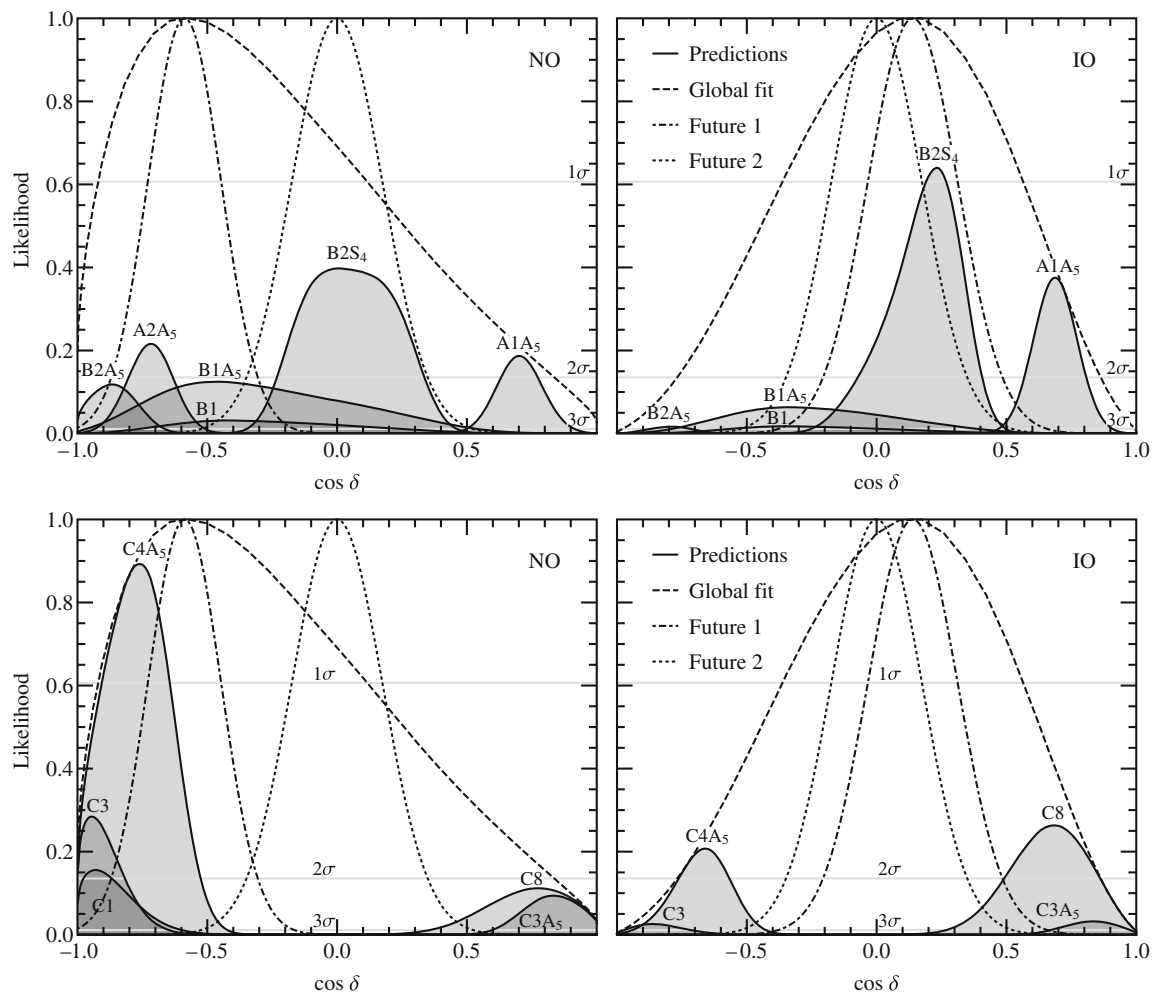 NO
Likelihood
1.0
0.8
0.6
0.4
0.2
0.0
1σ
2σ
3σ
B2S₄
A2A₅
A1A₅
B2A₅
B1A₅
B1
−1.0 −0.5 0.0 0.5
cos δ
IO
Predictions
Global fit
Future 1
Future 2
B2S₄
1σ
A1A₅
2σ
B1A₅
B2A₅
B1
3σ
−0.5 0.0 0.5 1.0
cos δ
NO
Likelihood
1.0
0.8
0.6
0.4
0.2
0.0
C4A₅
1σ
C3
2σ
C8
C1
3σ
C3A₅
−1.0 −0.5 0.0 0.5
cos δ
IO
Predictions
Global fit
Future 1
Future 2
1σ
C8
C4A₅
2σ
C3
3σ
C3A₅
−0.5 0.0 0.5 1.0
cos δ